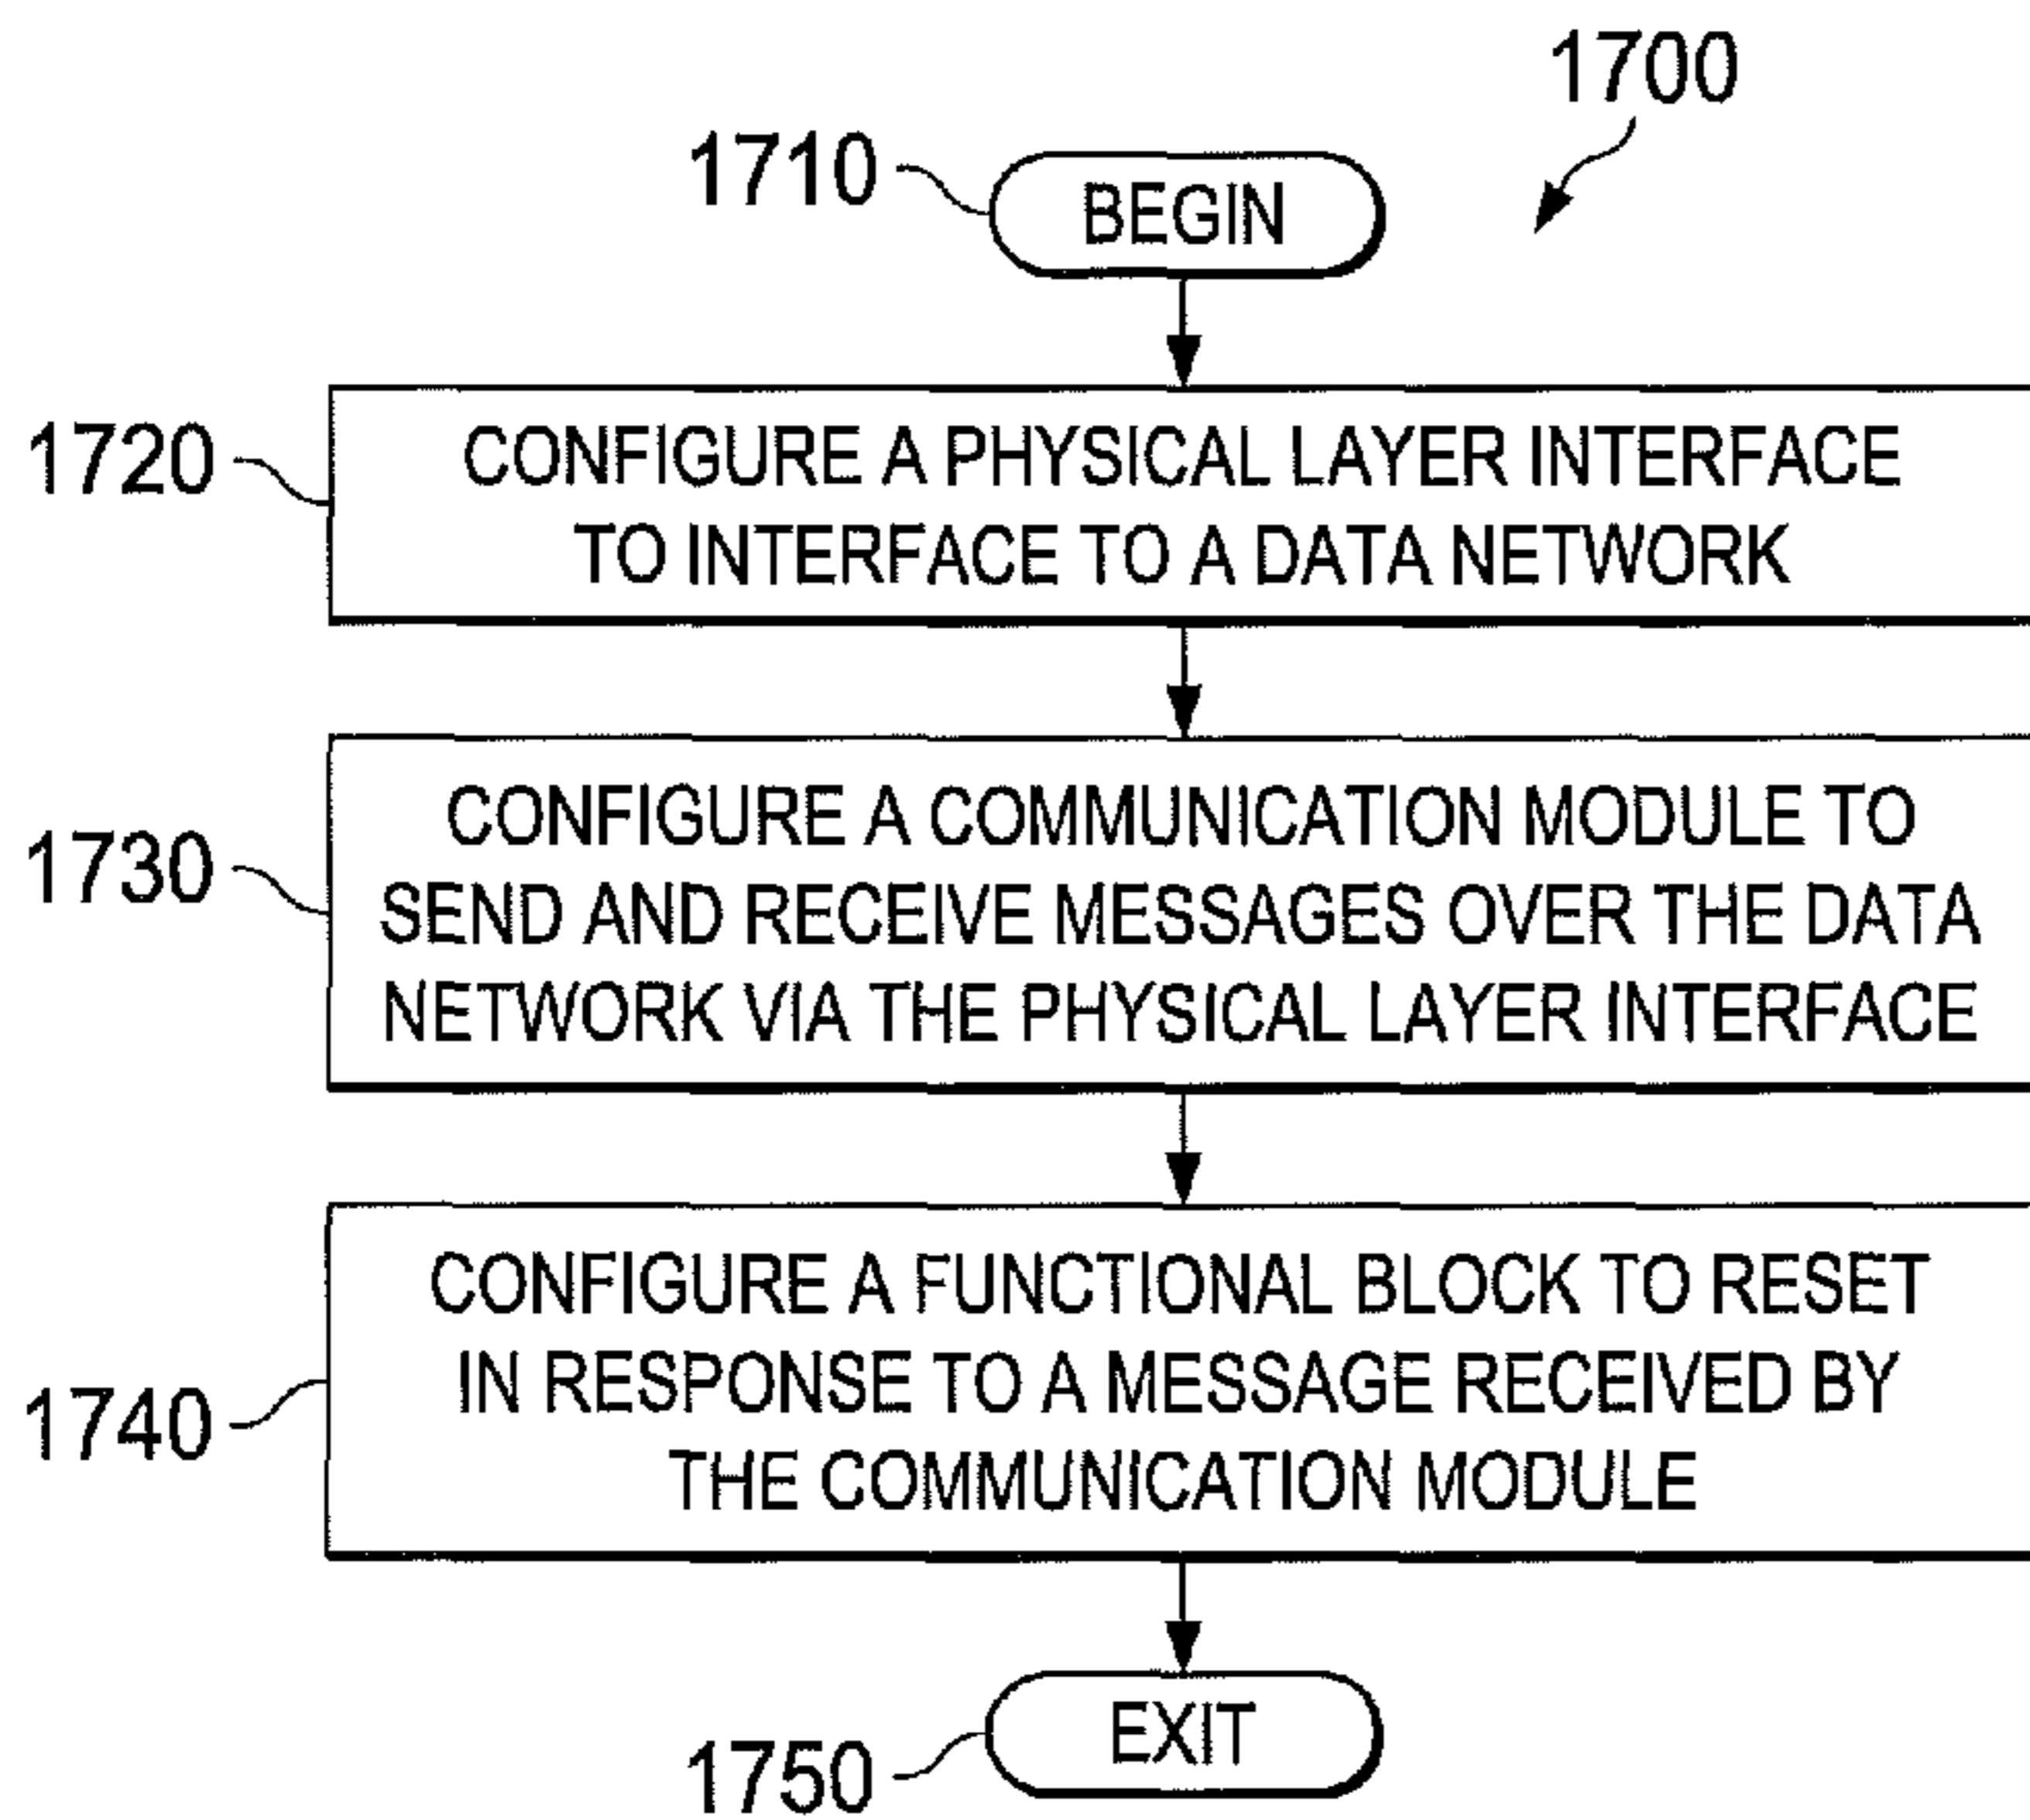 1700
1710
BEGIN
1720
CONFIGURE A PHYSICAL LAYER INTERFACE
TO INTERFACE TO A DATA NETWORK
1730
CONFIGURE A COMMUNICATION MODULE TO
SEND AND RECEIVE MESSAGES OVER THE DATA
NETWORK VIA THE PHYSICAL LAYER INTERFACE
1740
CONFIGURE A FUNCTIONAL BLOCK TO RESET
IN RESPONSE TO A MESSAGE RECEIVED BY
THE COMMUNICATION MODULE
EXIT
1750